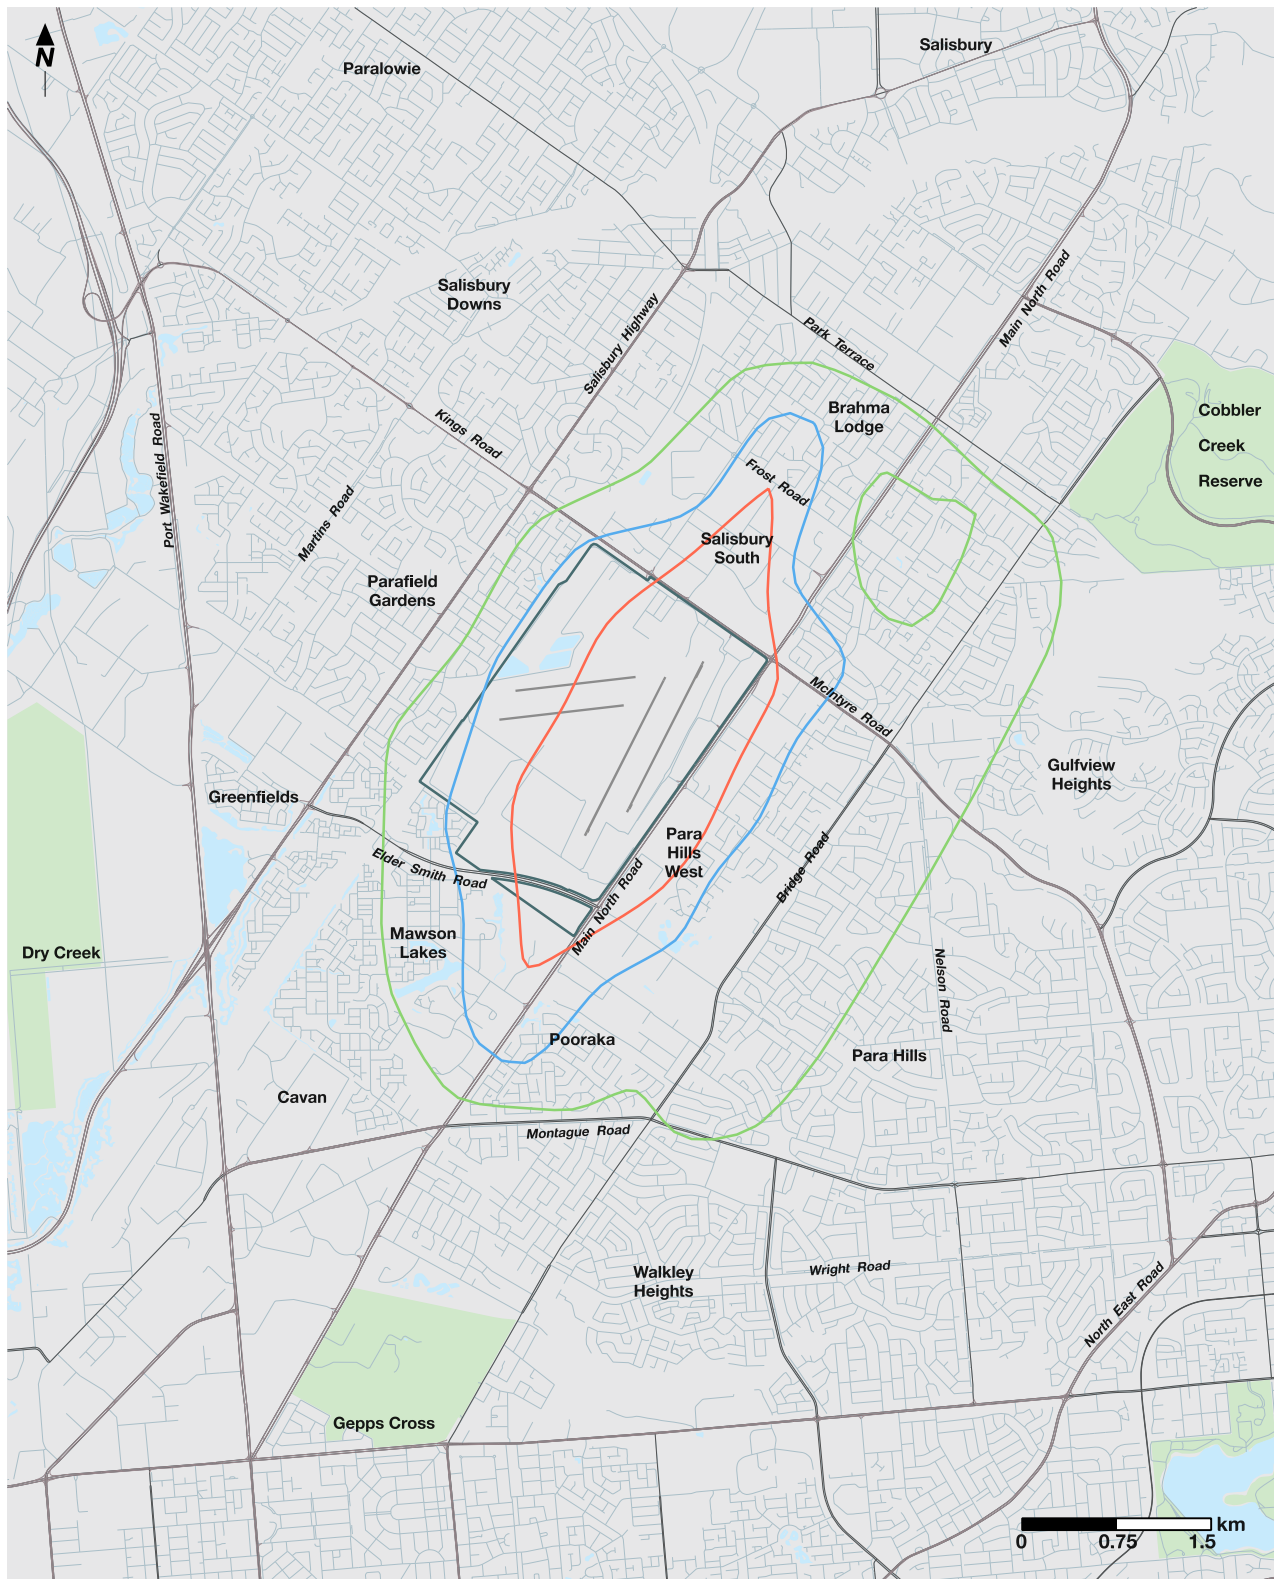 Salisbury
N
Paralowie
Main North Road
Salisbury
Downs
Salisbury Highway
Park Terrace
Brahma
Lodge
Cobbler
Creek
Reserve
Kings Road
Port Wakefield Road
Frost Road
Martins Road
Salisbury
South
Parafield
Gardens
McIntyre Road
Gulfview
Heights
Greenfields
Para
Hills
West
Elder Smith Road
Bridge Road
Main North Road
Mawson
Lakes
Dry Creek
Nelson Road
Pooraka
Para Hills
Cavan
Montague Road
Walkley
Heights
Wright Road
North East Road
Gepps Cross
km
0
0.75
1.5